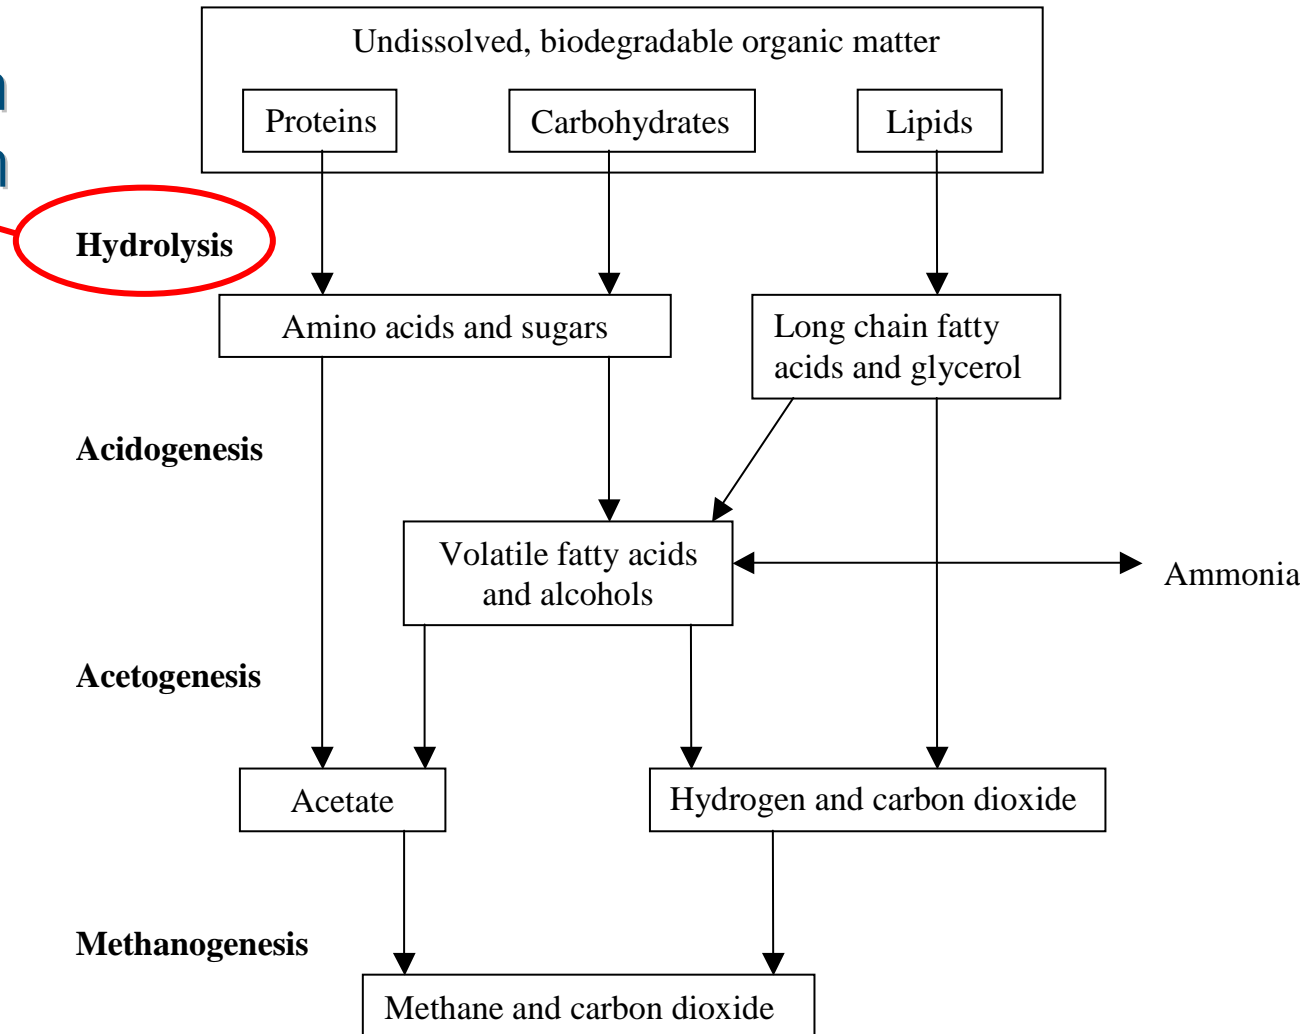 Undissolved, biodegradable organic matter
Proteins
Carbohydrates
Lipids
Hydrolysis
Amino acids and sugars
Long chain fatty
acids and glycerol
Acidogenesis
Volatile fatty acids
and alcohols
Ammonia
Acetogenesis
Acetate
Hydrogen and carbon dioxide
Methanogenesis
Methane and carbon dioxide